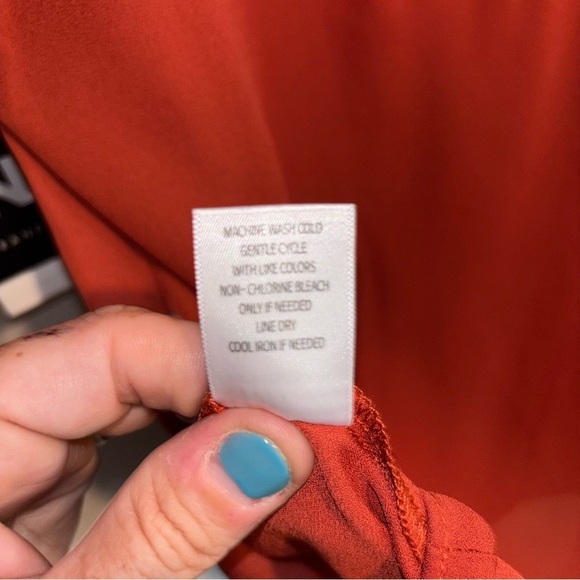 MACHINE WASH COLD
GENTLE CYCLE
WITH LIKE COLORS
NON-CHLORINE BLEACH
ONLY IF NEEDED
LINE DRY
COOL IRON IF NEEDED